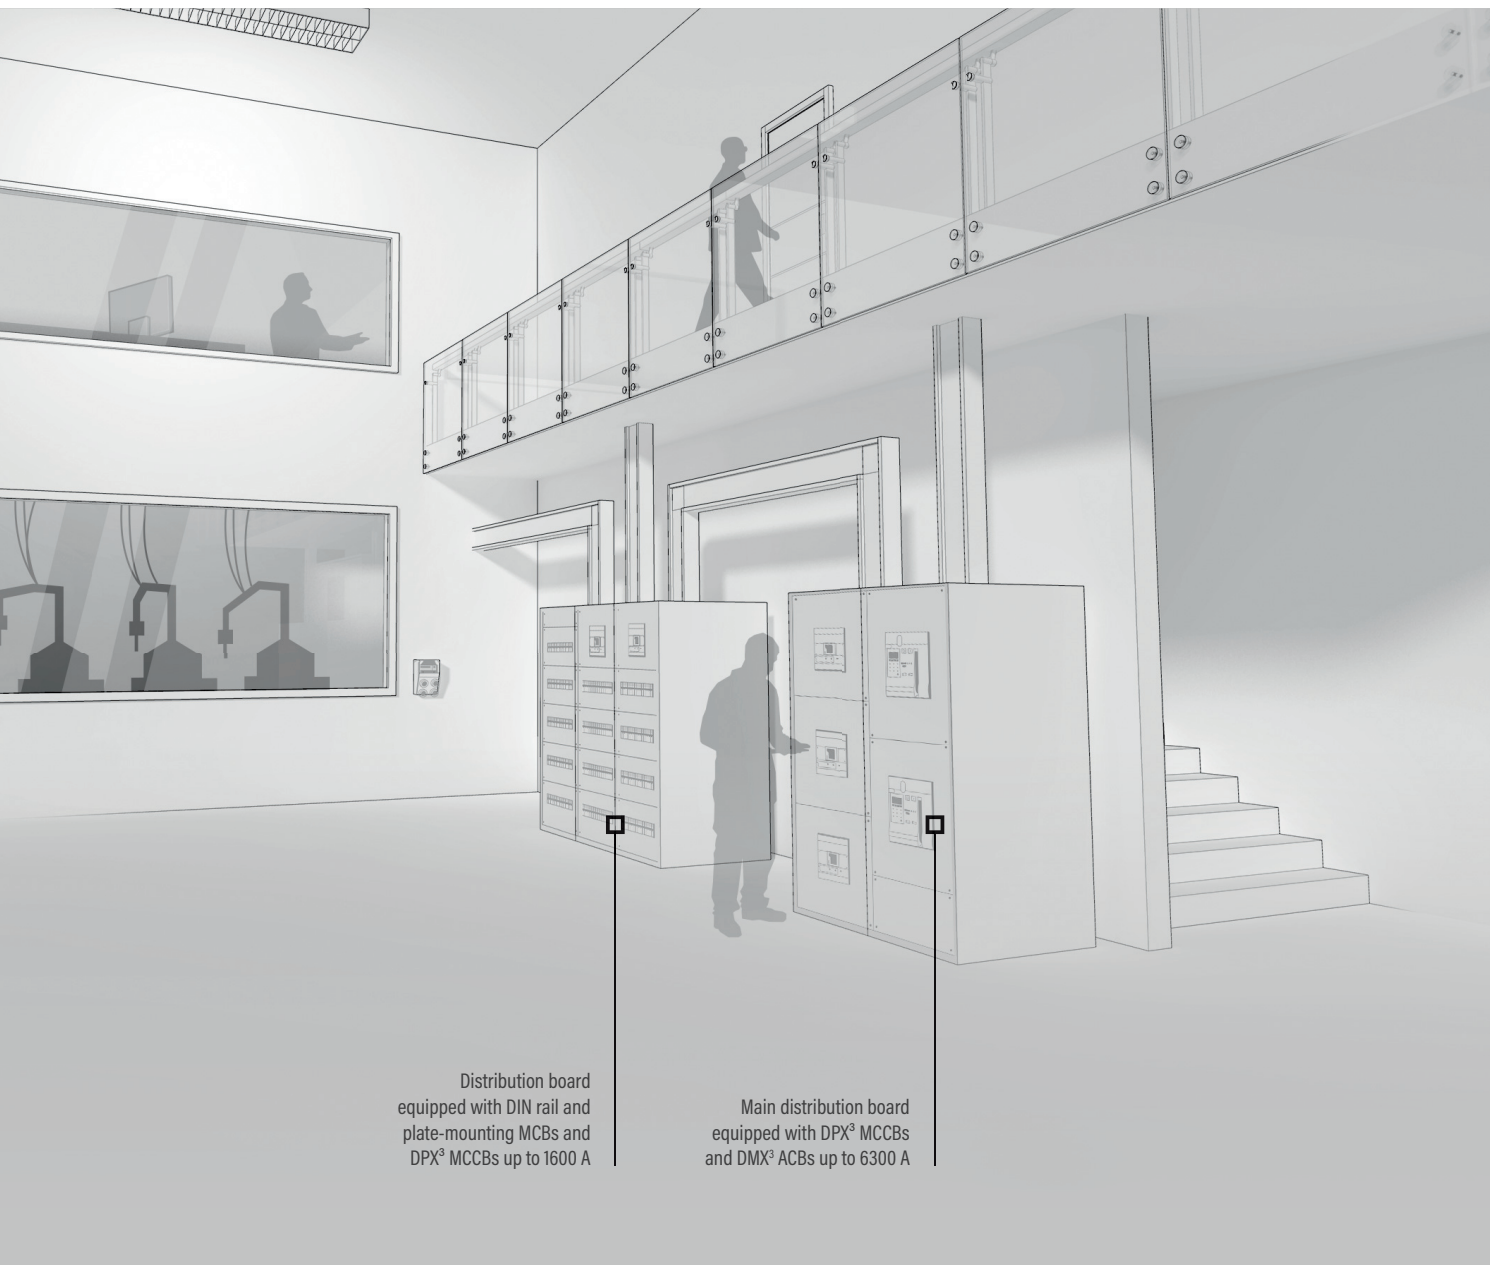 Distribution board
equipped with DIN rail and
plate-mounting MCBs and
DPX³ MCCBs up to 1600 A
Main distribution board
equipped with DPX³ MCCBs
and DMX³ ACBs up to 6300 A